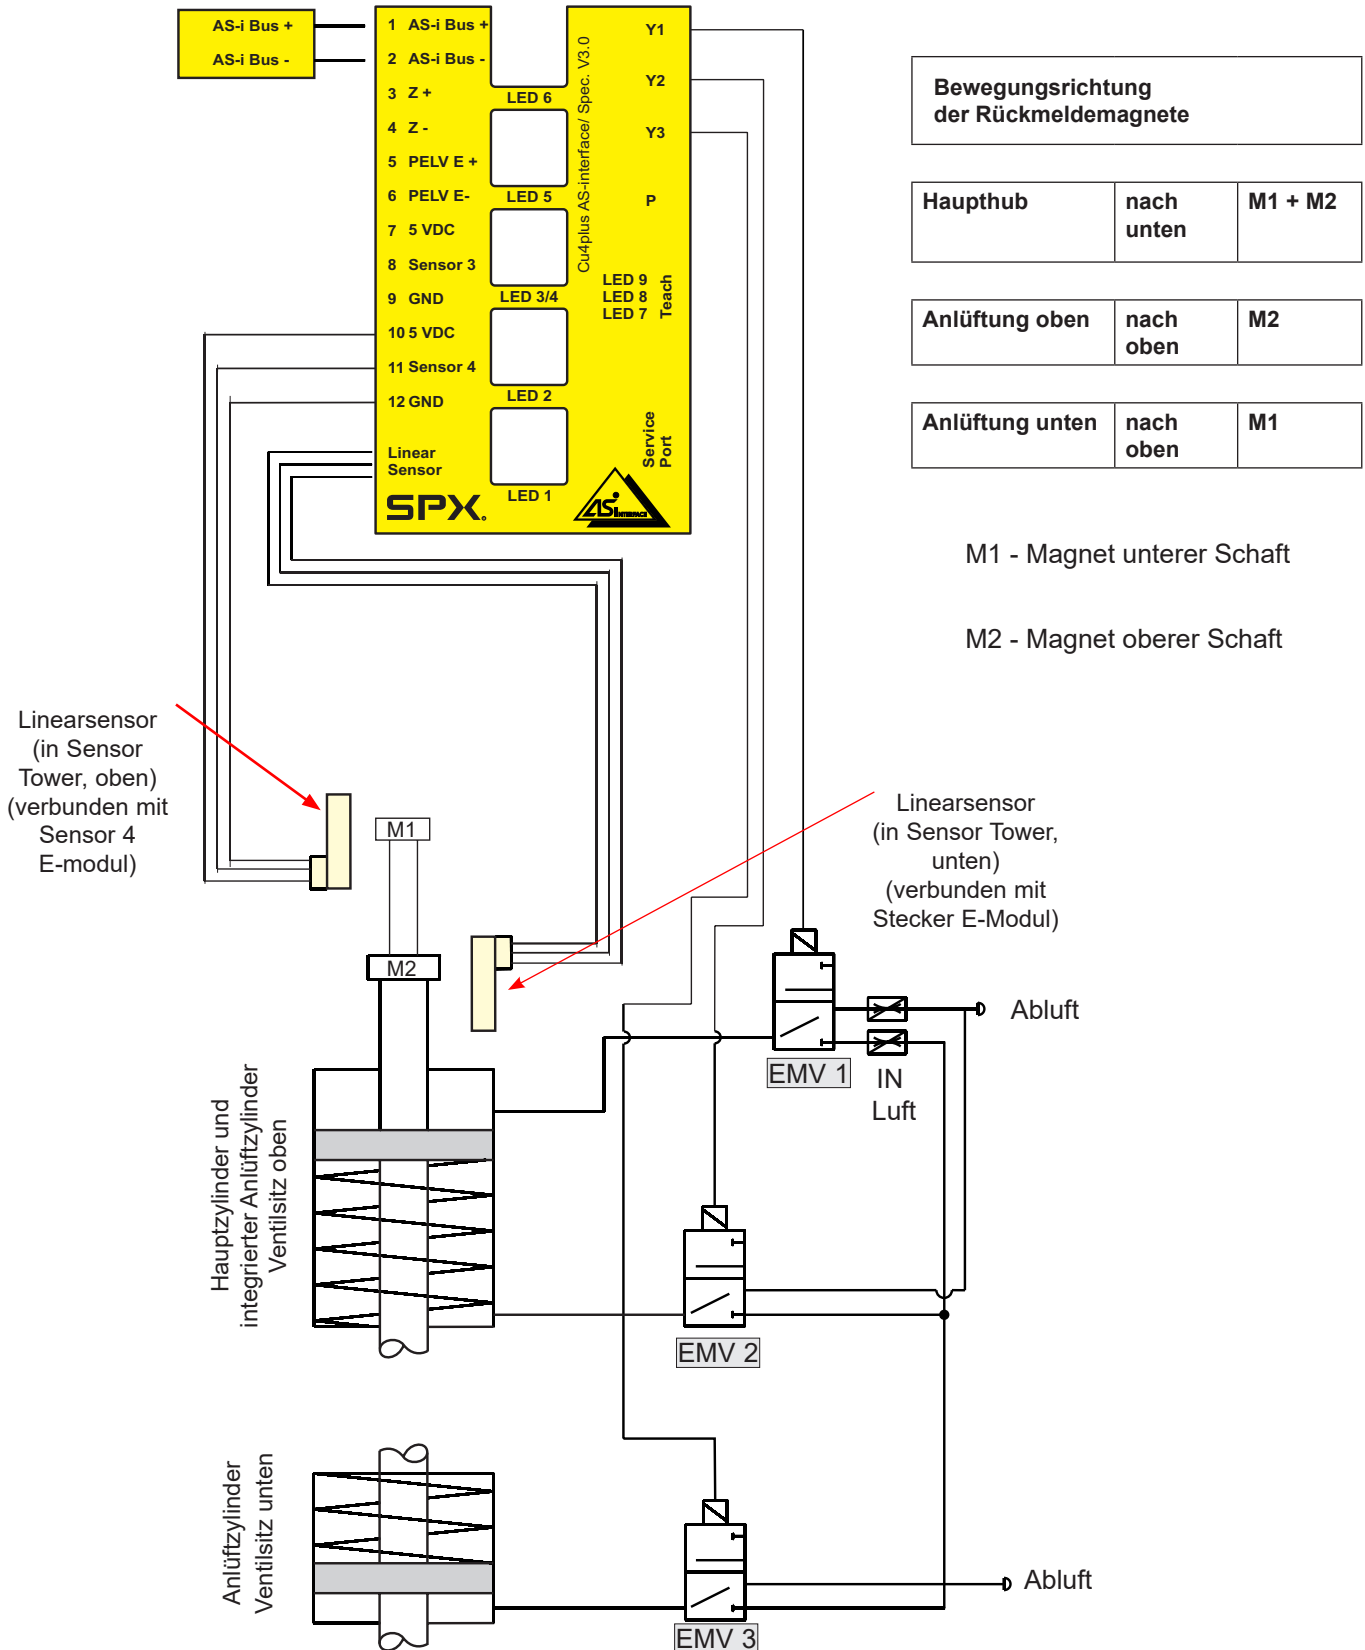 AS-i Bus +
AS-i Bus -
1 AS-i Bus +
2 AS-i Bus -
3 Z +
4 Z -
5 PELV E +
6 PELV E-
7 5 VDC
8 Sensor 3
9 GND
10 5 VDC
11 Sensor 4
12 GND
Linear
Sensor
SPX
LED 6
LED 5
LED 3/4
LED 2
LED 1
Cu4plus AS-interface/ Spec. V3.0
Y1
Y2
Y3
P
LED 9
LED 8
LED 7
Teach
Service
Port
ASi INTERFACE
Bewegungsrichtung
der Rückmeldemagnete
Haupthub nach M1 + M2
unten
Anlüftung oben nach M2
oben
Anlüftung unten nach M1
oben
M1 - Magnet unterer Schaft
M2 - Magnet oberer Schaft
Linearsensor
(in Sensor
Tower, oben)
(verbunden mit
Sensor 4
E-modul)
M1
M2
Linearsensor
(in Sensor Tower,
unten)
(verbunden mit
Stecker E-Modul)
Abluft
EMV 1
IN
Luft
Hauptzylinder und
integrierter Anlüftzylinder
Ventilsitz oben
EMV 2
Anlüftzylinder
Ventilsitz unten
Abluft
EMV 3